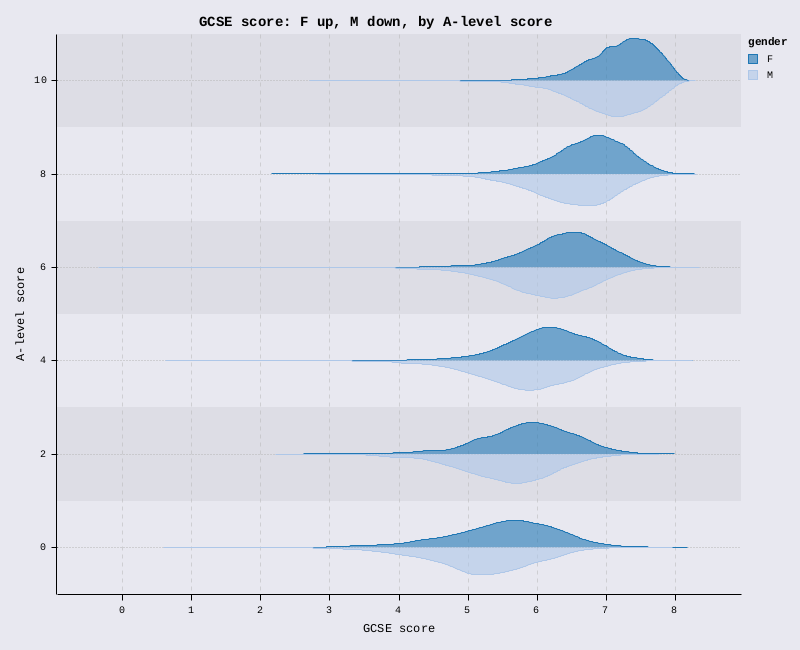 GCSE score: F up, M down, by A-level score
gender
F
M
10
8
6
4
2
0
A-level score
0 1 2 3 4 5 6 7 8
GCSE score